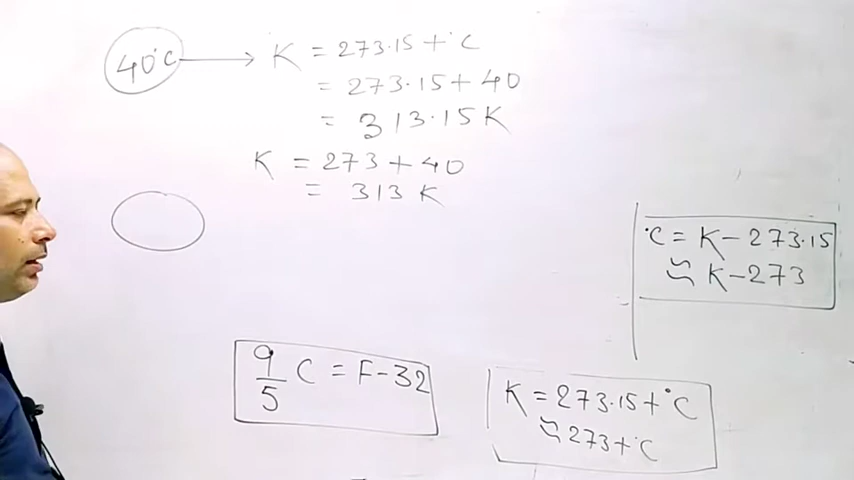 40°C → K = 273.15 + °C
= 273.15 + 40
= 313.15 K
K = 273 + 40
= 313 K
°C = K - 273.15
≈ K - 273
9/5 C = F - 32
K = 273.15 + °C
≈ 273 + °C